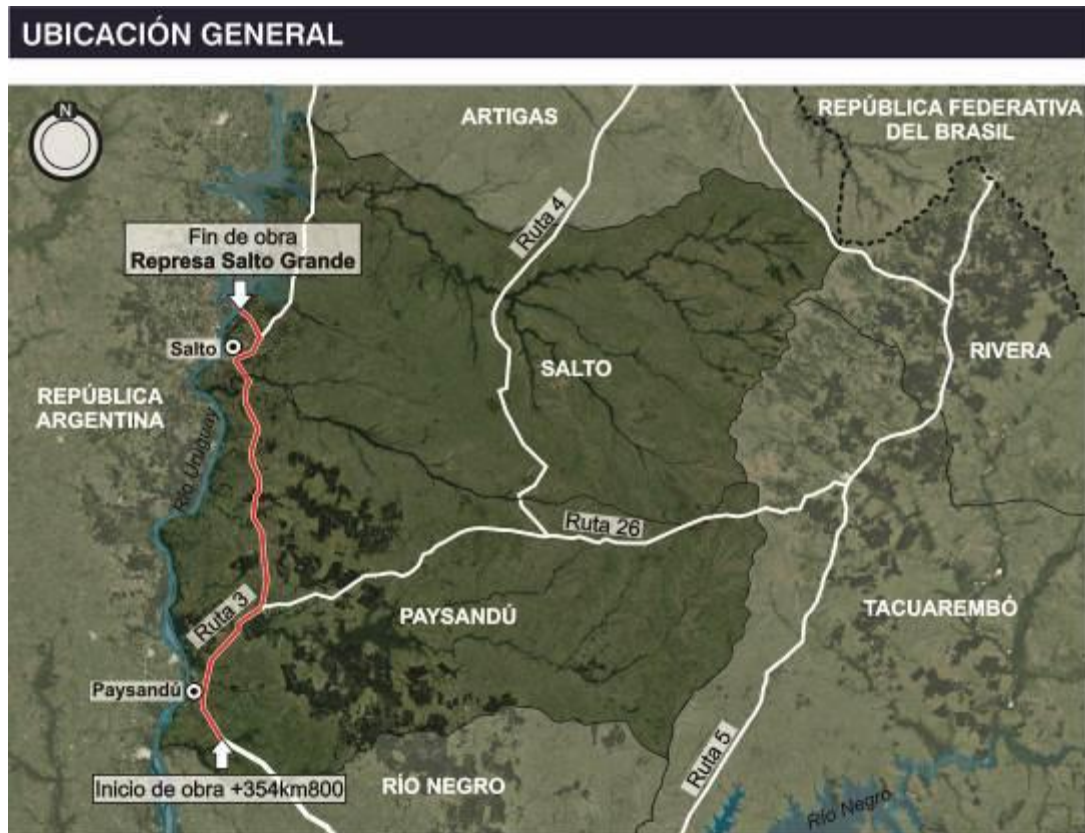 UBICACIÓN GENERAL
N
ARTIGAS
REPÚBLICA FEDERATIVA
DEL BRASIL
Ruta 4
Fin de obra
Represa Salto Grande
Salto
SALTO
RIVERA
REPÚBLICA
ARGENTINA
Río Uruguay
Ruta 26
Ruta 3
PAYSANDÚ
TACUAREMBÓ
Paysandú
Ruta 5
Inicio de obra +354km800
RÍO NEGRO
Río Negro